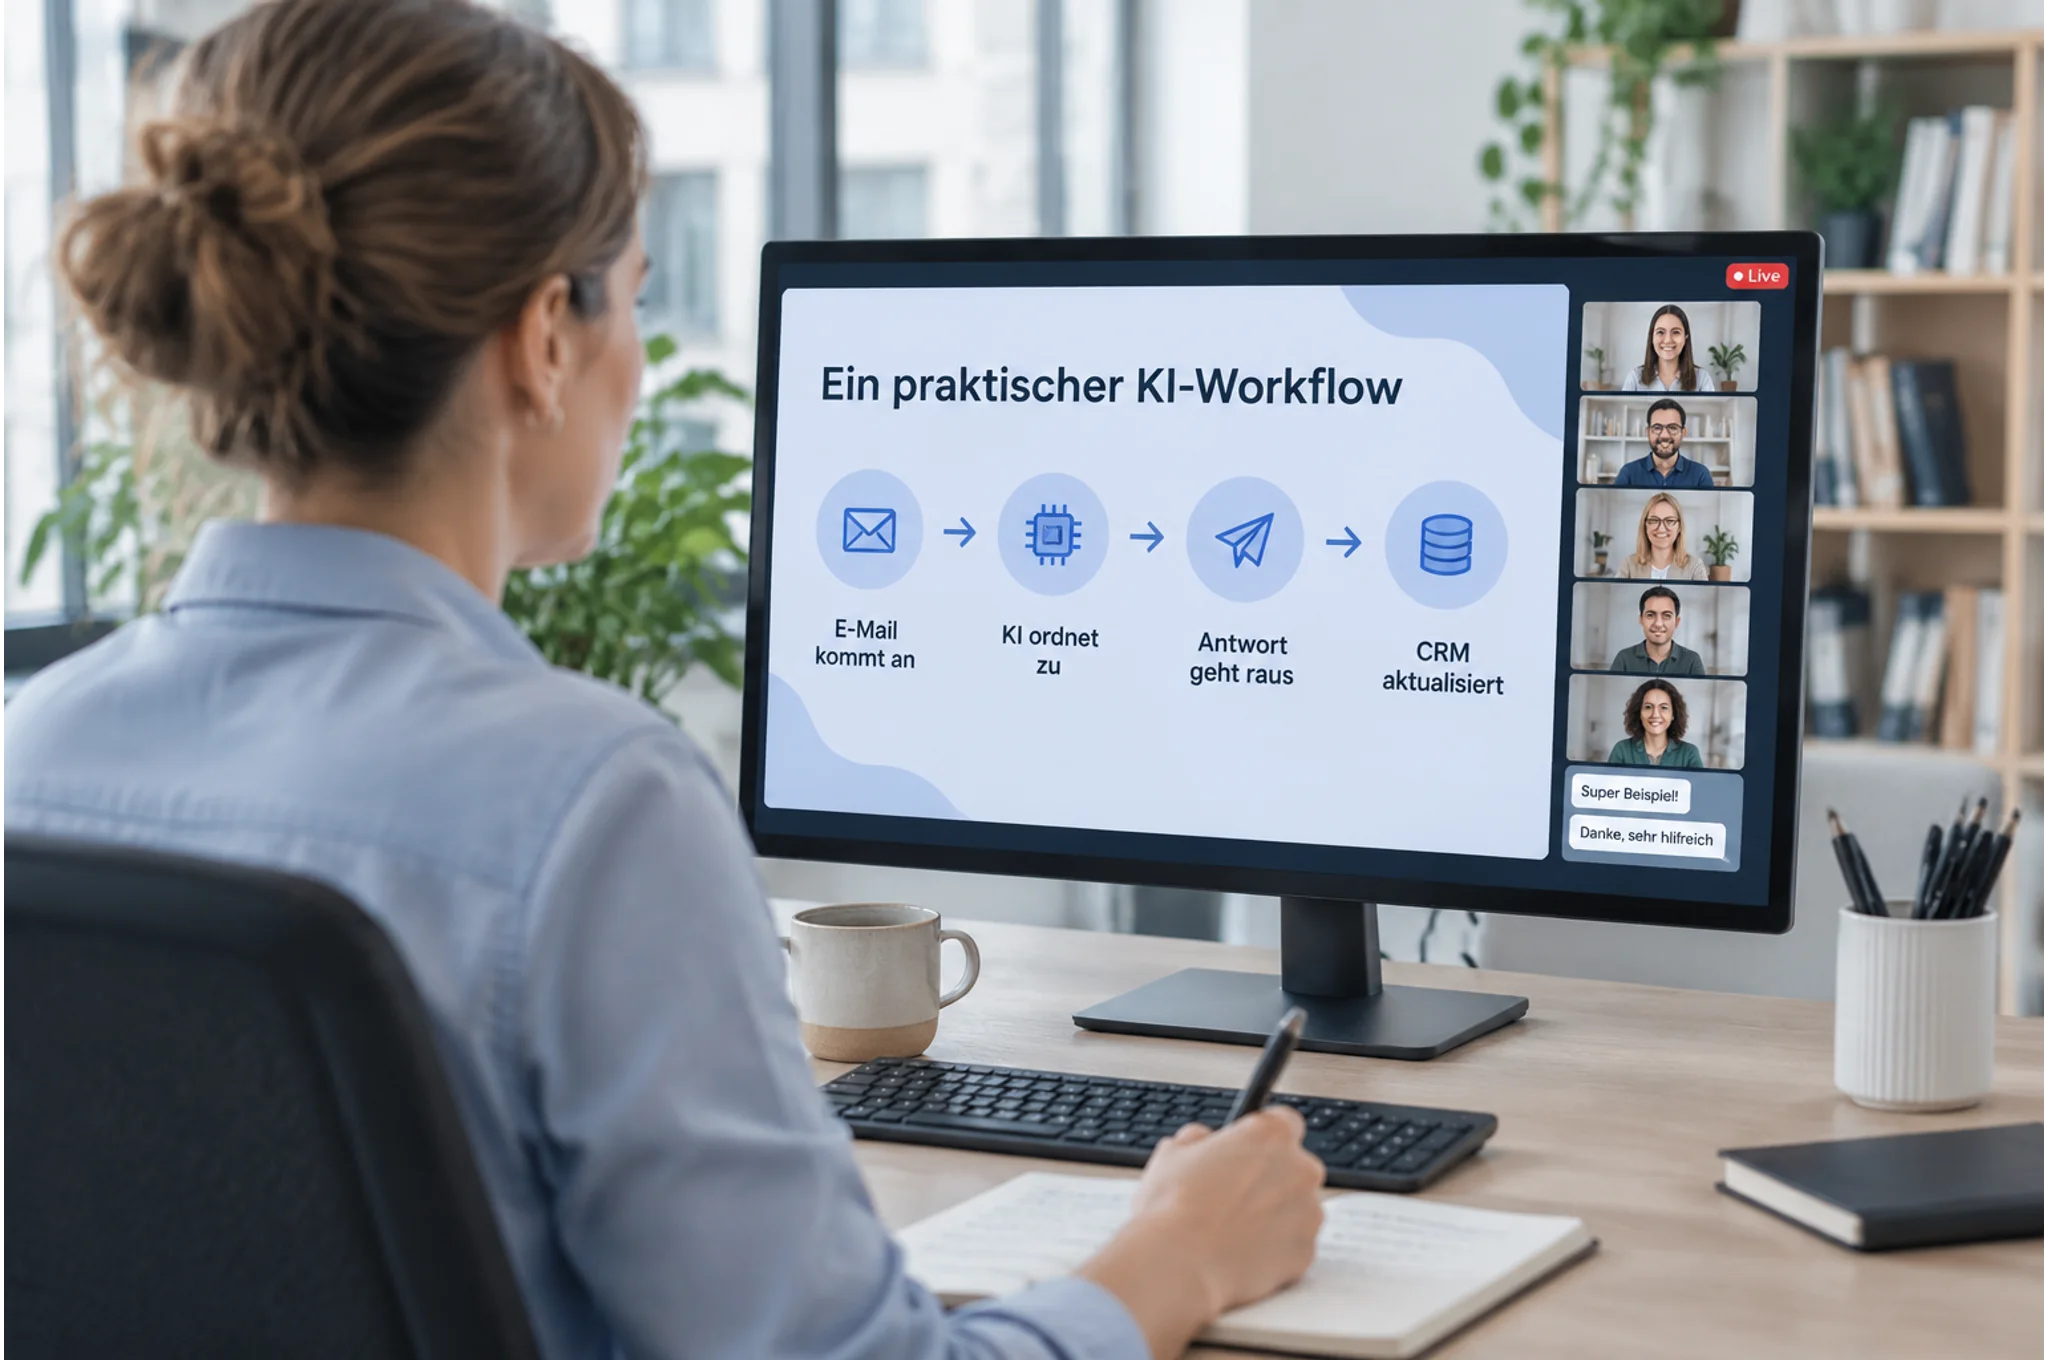 Live
Ein praktischer KI-Workflow
E-Mail
kommt an
KI ordnet
zu
Antwort
geht raus
CRM
aktualisiert
Super Beispiel!
Danke, sehr hlifreich